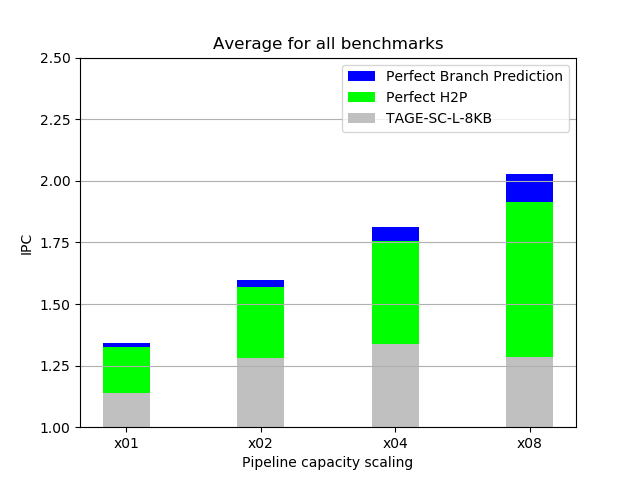 Average for all benchmarks
Perfect Branch Prediction
Perfect H2P
TAGE-SC-L-8KB
IPC
2.50
2.25
2.00
1.75
1.50
1.25
1.00
x01 x02 x04 x08
Pipeline capacity scaling